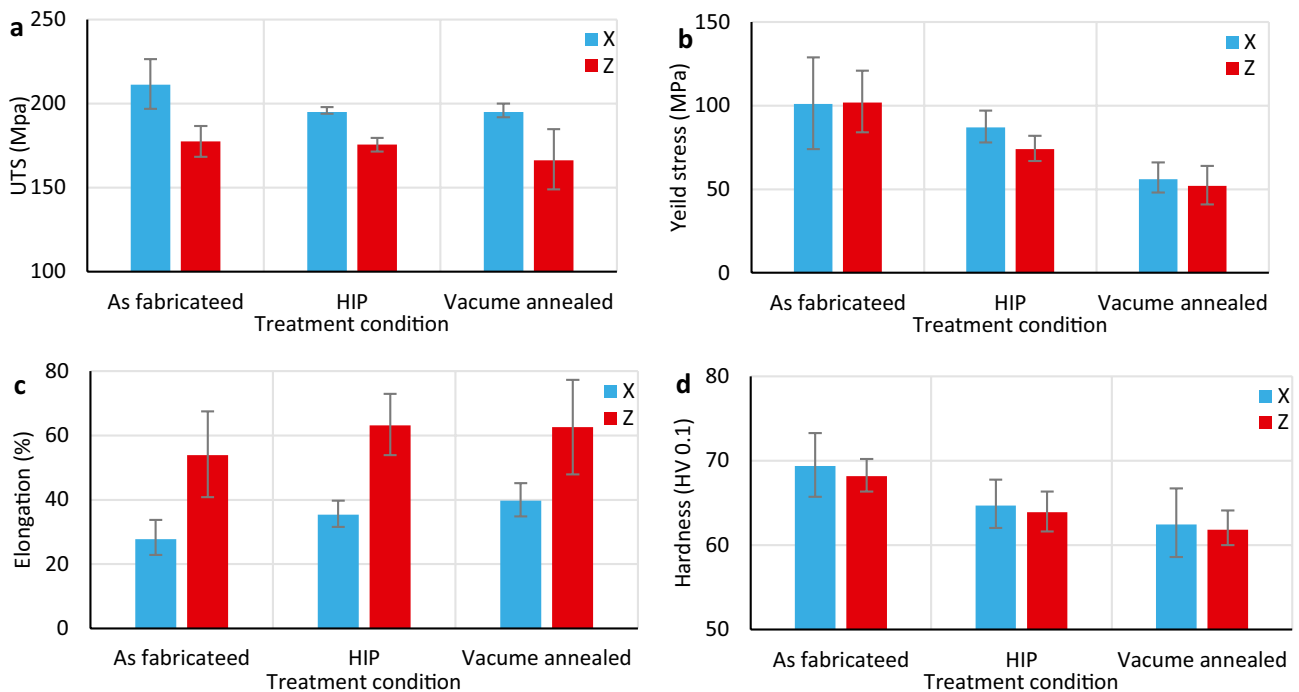 a
UTS (Mpa)
250
200
150
100
X
Z
As fabricateed HIP Vacume annealed
Treatment condition
b
Yeild stress (MPa)
150
100
50
0
X
Z
As fabricateed HIP Vacume annealed
Treatment condition
c
Elongation (%)
80
60
40
20
0
X
Z
As fabricateed HIP Vacume annealed
Treatment condition
d
Hardness (HV 0.1)
80
70
60
50
X
Z
As fabricateed HIP Vacume annealed
Treatment condition